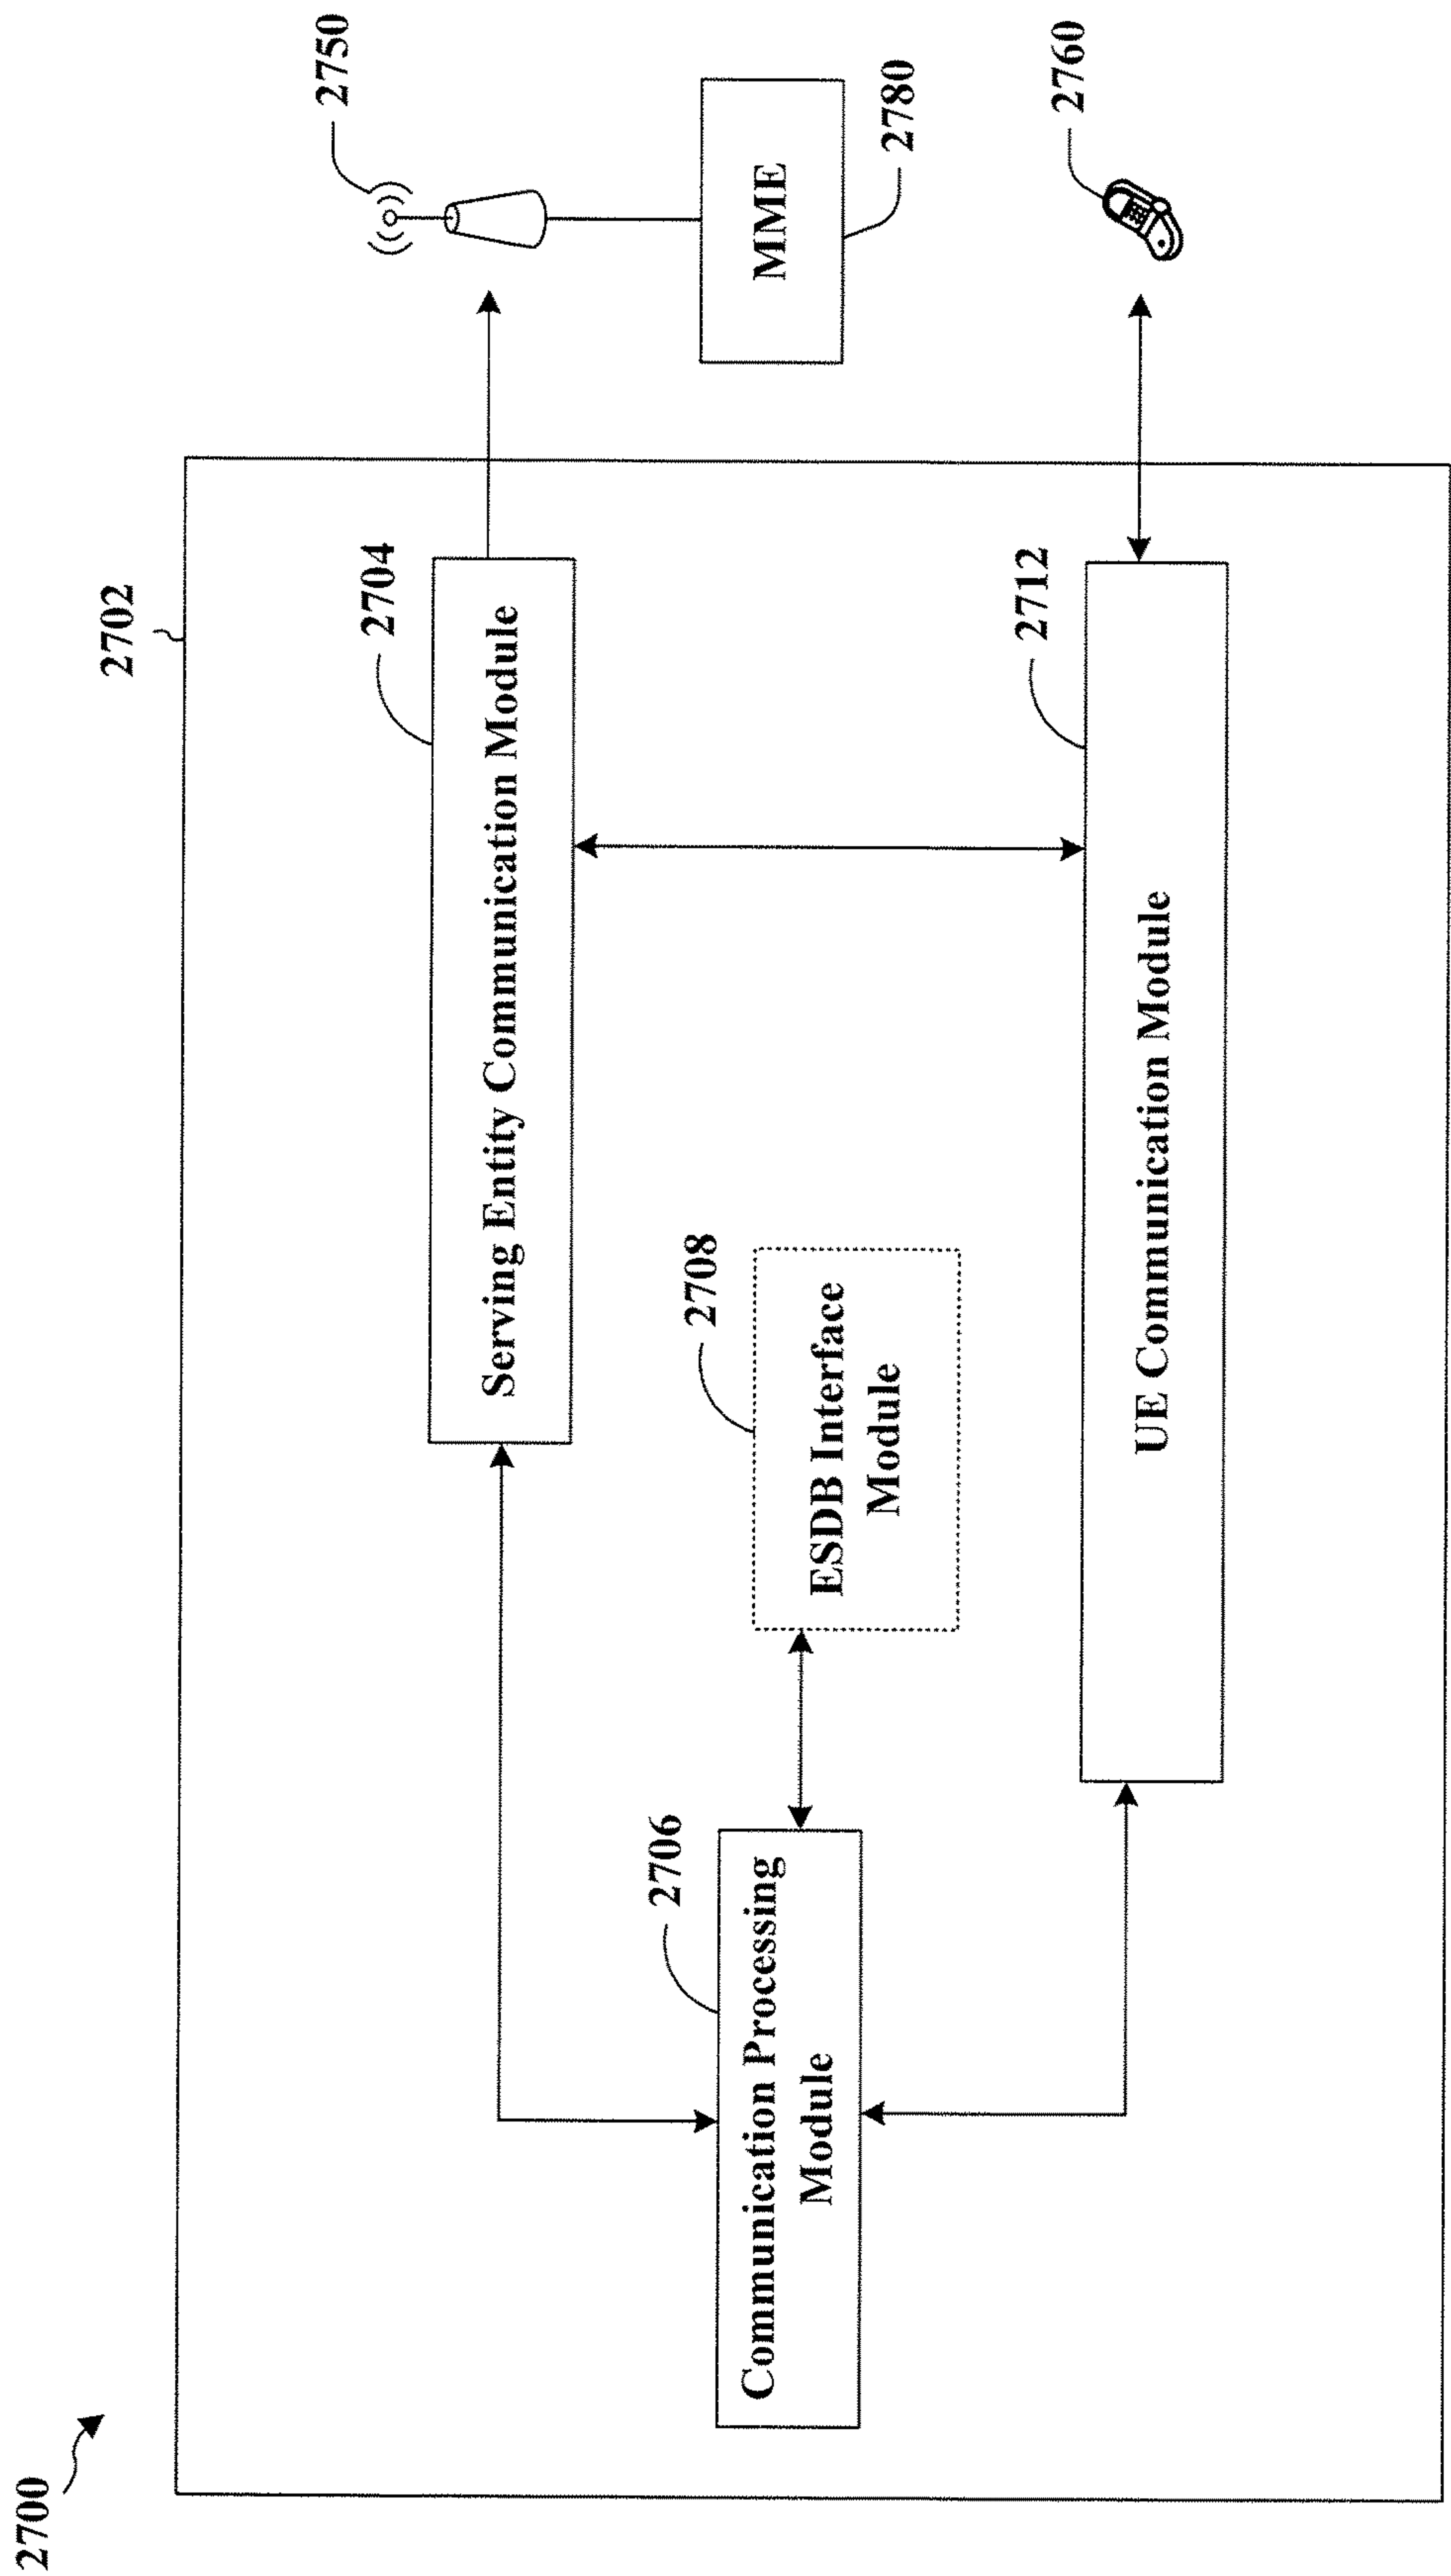 2700
2702
2704
Serving Entity Communication Module
2750
MME
2780
2706
Communication Processing
Module
2708
ESDB Interface
Module
2712
UE Communication Module
2760